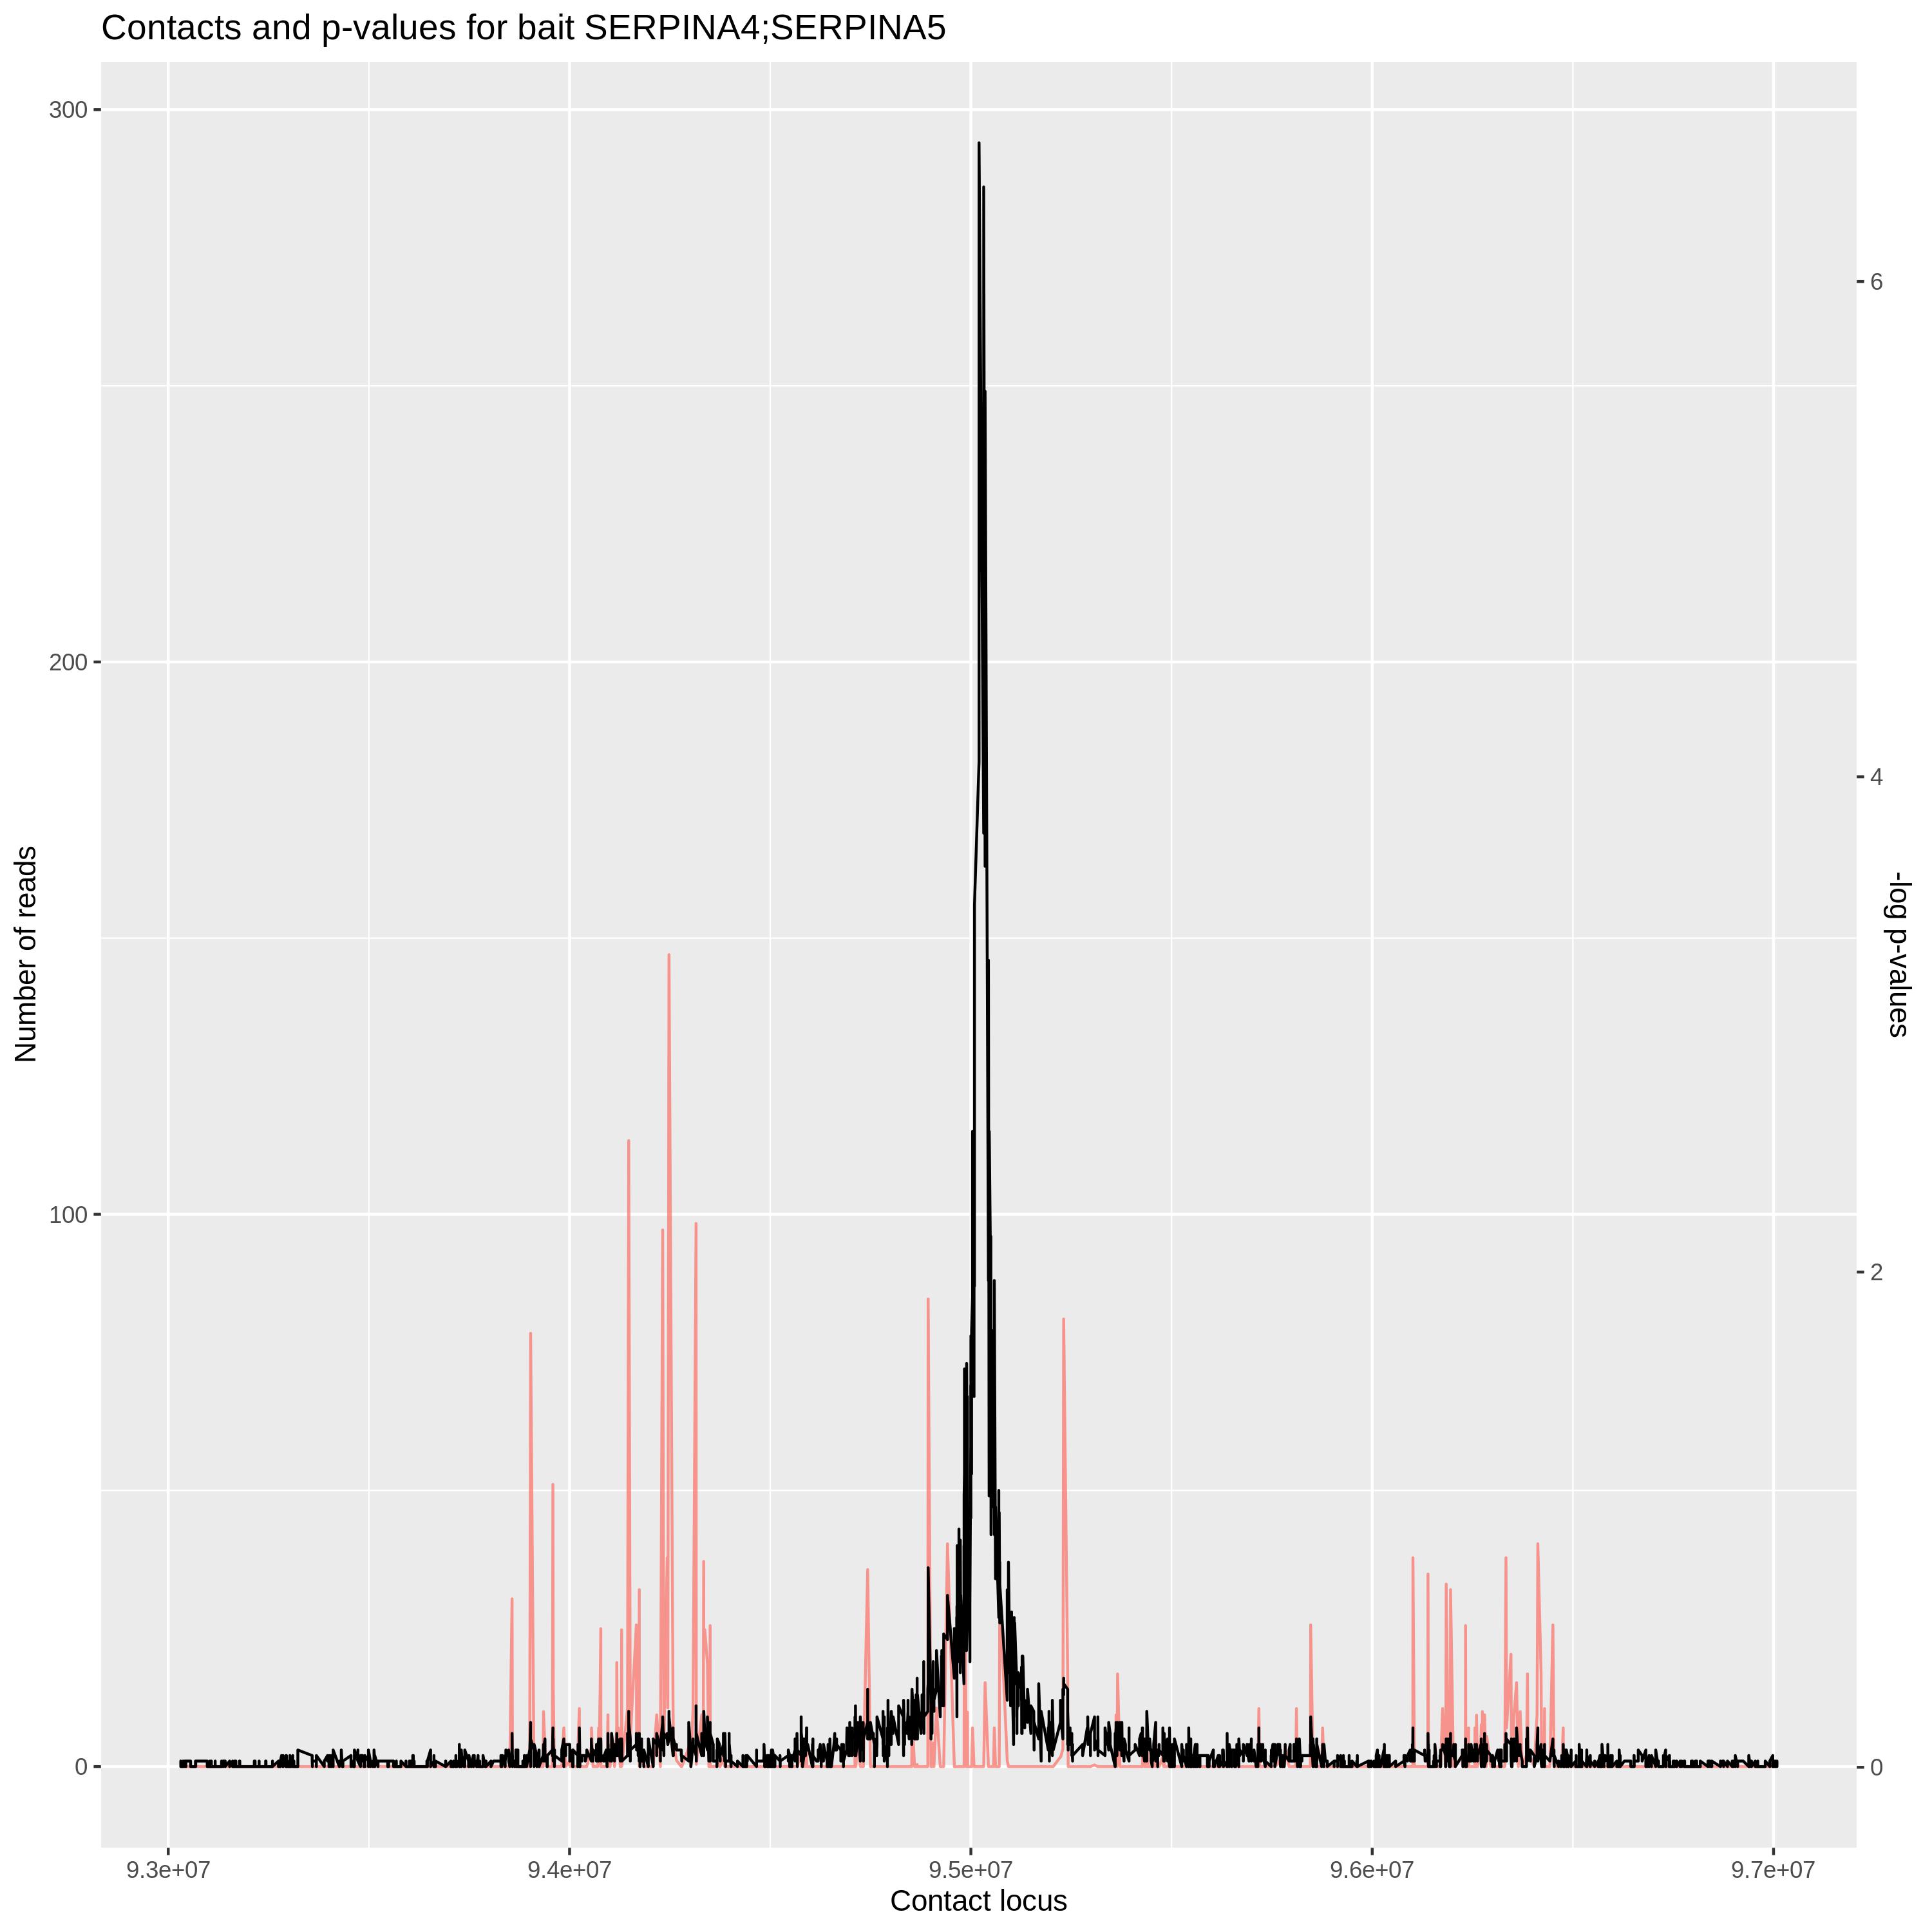 Contacts and p-values for bait SERPINA4;SERPINA5
300
200
100
0
Number of reads
6
4
2
0
-log p-values
9.3e+07
9.4e+07
9.5e+07
9.6e+07
9.7e+07
Contact locus